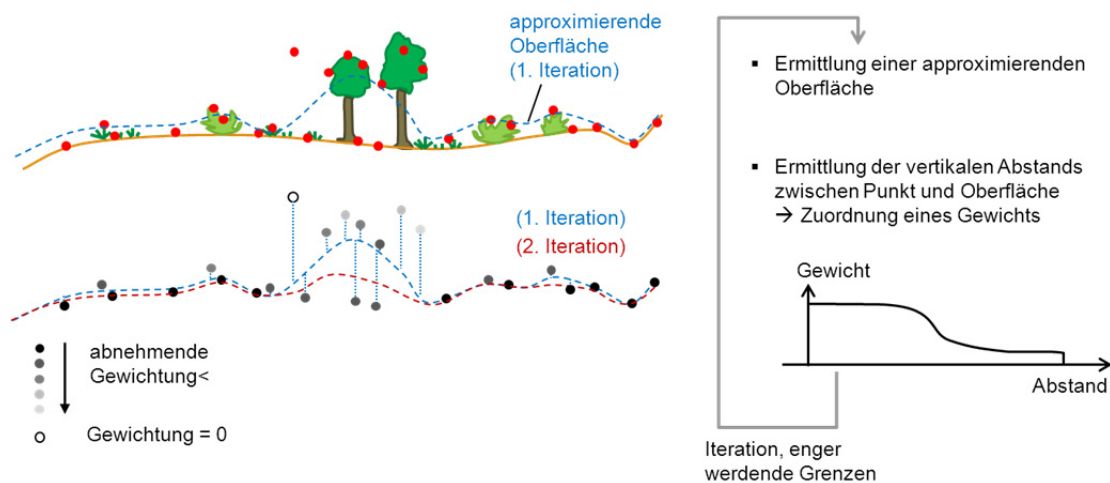 approximierende
Oberfläche
(1. Iteration)
(1. Iteration)
(2. Iteration)
abnehmende
Gewichtung<
Gewichtung = 0
▪ Ermittlung einer approximierenden
Oberfläche
▪ Ermittlung der vertikalen Abstands
zwischen Punkt und Oberfläche
→ Zuordnung eines Gewichts
Gewicht
Abstand
Iteration, enger
werdende Grenzen